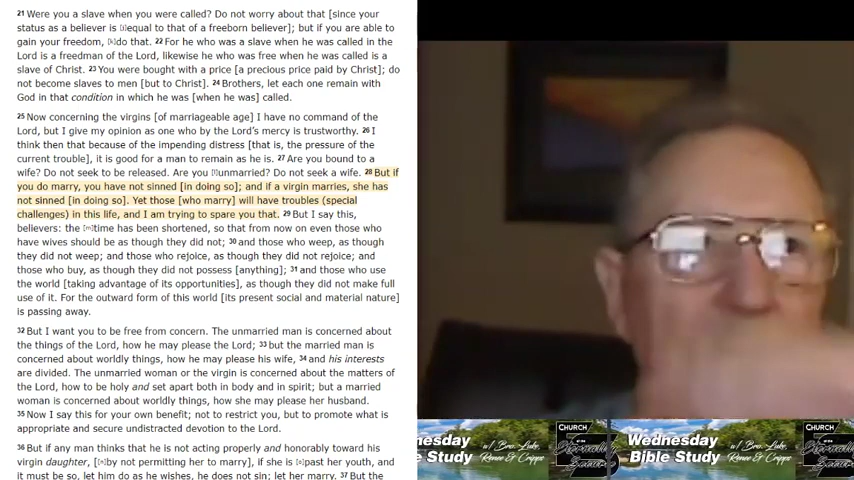 21 Were you a slave when you were called? Do not worry about that [since your
status as a believer is [j]equal to that of a freeborn believer]; but if you are able to
gain your freedom, [k]do that. 22 For he who was a slave when he was called in the
Lord is a freedman of the Lord, likewise he who was free when he was called is a
slave of Christ. 23 You were bought with a price [a precious price paid by Christ]; do
not become slaves to men [but to Christ]. 24 Brothers, let each one remain with
God in that condition in which he was [when he was] called.
25 Now concerning the virgins [of marriageable age] I have no command of the
Lord, but I give my opinion as one who by the Lord's mercy is trustworthy. 26 I
think then that because of the impending distress [that is, the pressure of the
current trouble], it is good for a man to remain as he is. 27 Are you bound to a
wife? Do not seek to be released. Are you [l]unmarried? Do not seek a wife. 28 But if
you do marry, you have not sinned [in doing so]; and if a virgin marries, she has
not sinned [in doing so]. Yet those [who marry] will have troubles (special
challenges) in this life, and I am trying to spare you that. 29 But I say this,
believers: the [m]time has been shortened, so that from now on even those who
have wives should be as though they did not; 30 and those who weep, as though
they did not weep; and those who rejoice, as though they did not rejoice; and
those who buy, as though they did not possess [anything]; 31 and those who use
the world [taking advantage of its opportunities], as though they did not make full
use of it. For the outward form of this world [its present social and material nature]
is passing away.
32 But I want you to be free from concern. The unmarried man is concerned about
the things of the Lord, how he may please the Lord; 33 but the married man is
concerned about worldly things, how he may please his wife, 34 and his interests
are divided. The unmarried woman or the virgin is concerned about the matters of
the Lord, how to be holy and set apart both in body and in spirit; but a married
woman is concerned about worldly things, how she may please her husband.
35 Now I say this for your own benefit; not to restrict you, but to promote what is
appropriate and secure undistracted devotion to the Lord.
36 But if any man thinks that he is not acting properly and honorably toward his
virgin daughter, [[n]by not permitting her to marry], if she is [o]past her youth, and
it must be so, let him do as he wishes, he does not sin; let her marry. 37 But the
nesday
Study
w/ Bro. Luke,
Renee & Cripps
CHURCH
of the
Eternally
Secure
Wednesday
Bible Study
w/ Bro. Luke,
Renee & Cripps
CHURCH
of the
Eternally
Secure